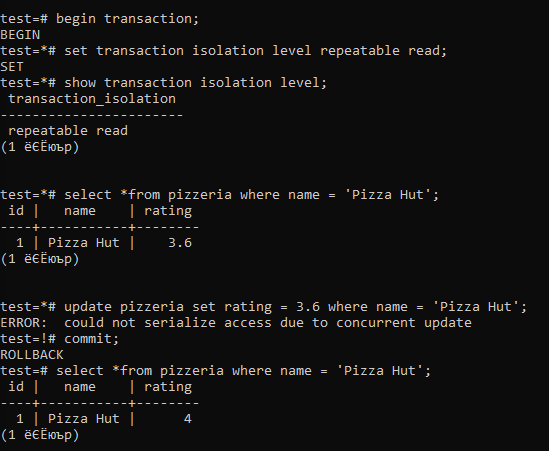 test=# begin transaction;
BEGIN
test=*# set transaction isolation level repeatable read;
SET
test=*# show transaction isolation level;
 transaction_isolation
-----------------------
 repeatable read
(1 ёЄЁюър)
test=*# select *from pizzeria where name = 'Pizza Hut';
 id |   name    | rating
----+-----------+--------
  1 | Pizza Hut |    3.6
(1 ёЄЁюър)
test=*# update pizzeria set rating = 3.6 where name = 'Pizza Hut';
ERROR:  could not serialize access due to concurrent update
test=!# commit;
ROLLBACK
test=# select *from pizzeria where name = 'Pizza Hut';
 id |   name    | rating
----+-----------+--------
  1 | Pizza Hut |      4
(1 ёЄЁюър)